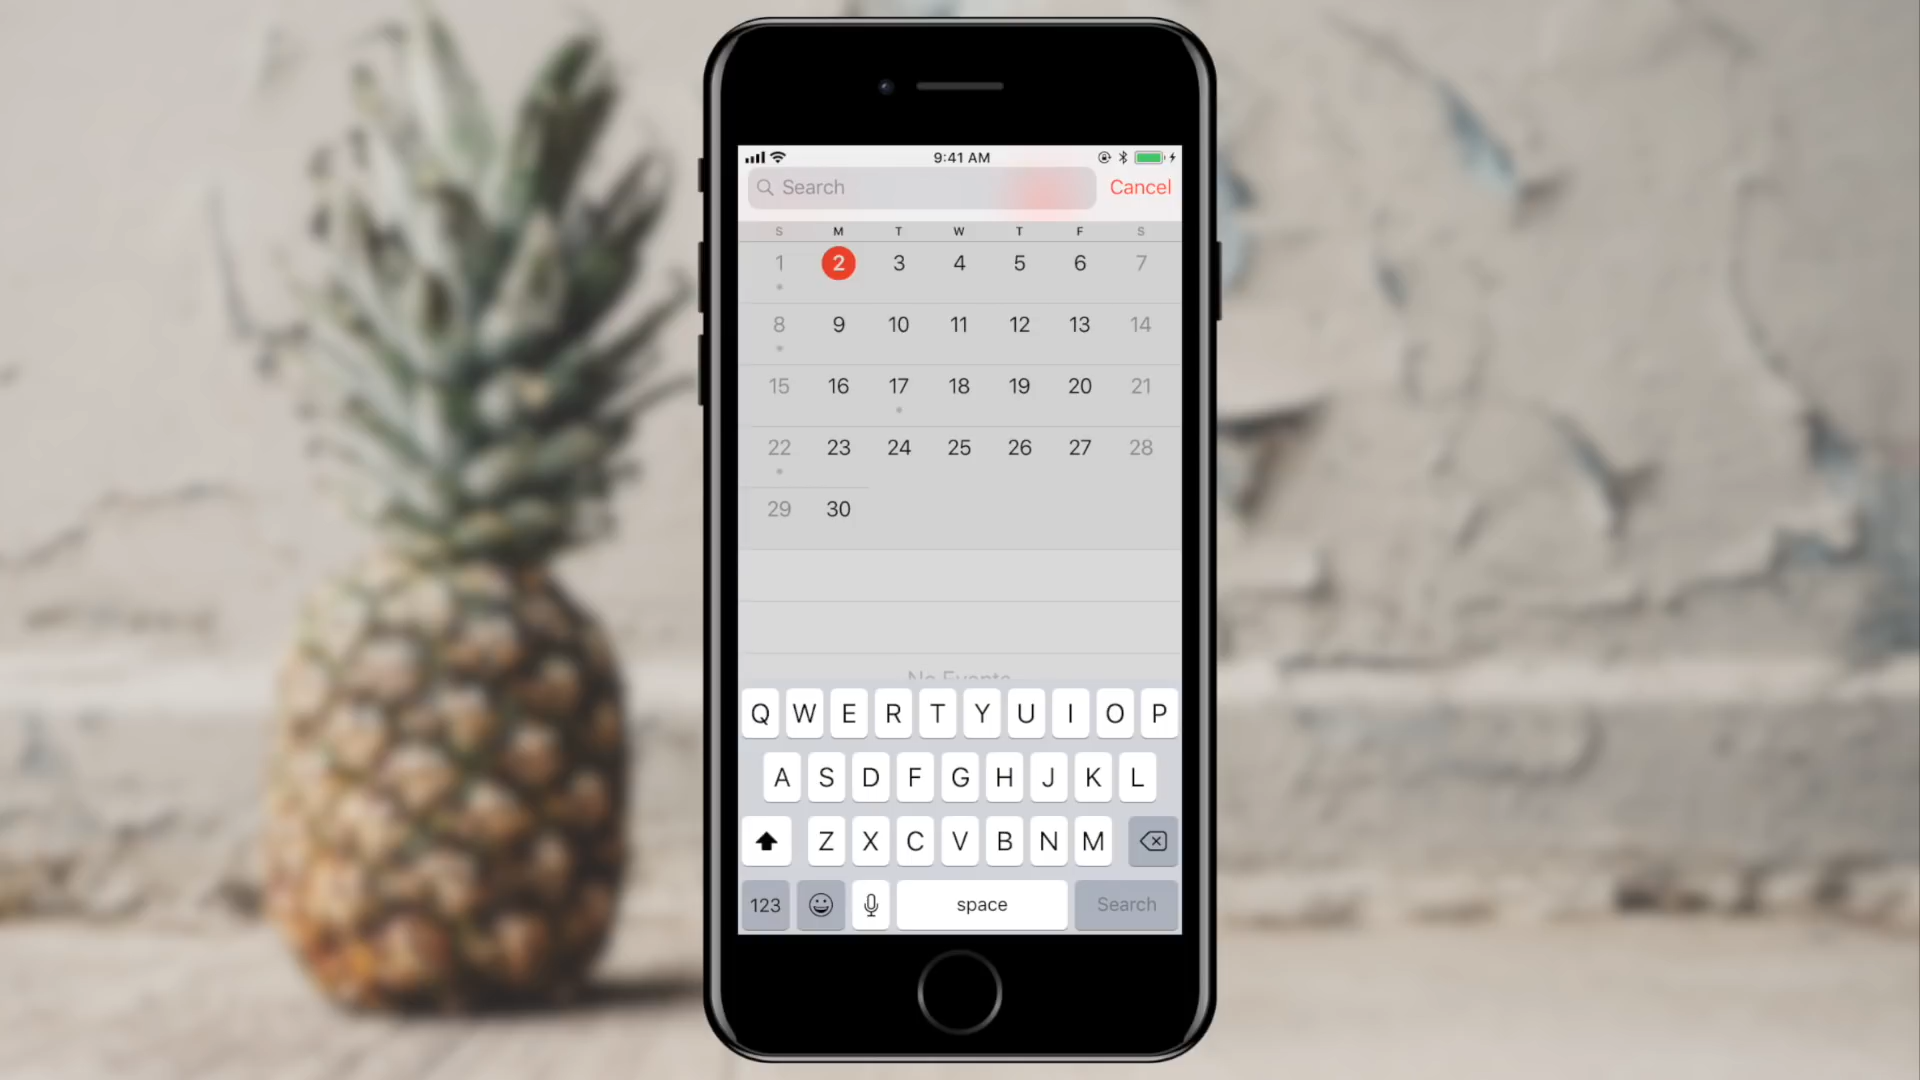 9:41 AM
Search Cancel
S M T W T F S
1 2 3 4 5 6 7
8 9 10 11 12 13 14
15 16 17 18 19 20 21
22 23 24 25 26 27 28
29 30
No Events
Q W E R T Y U I O P
A S D F G H J K L
Z X C V B N M
123 space Search